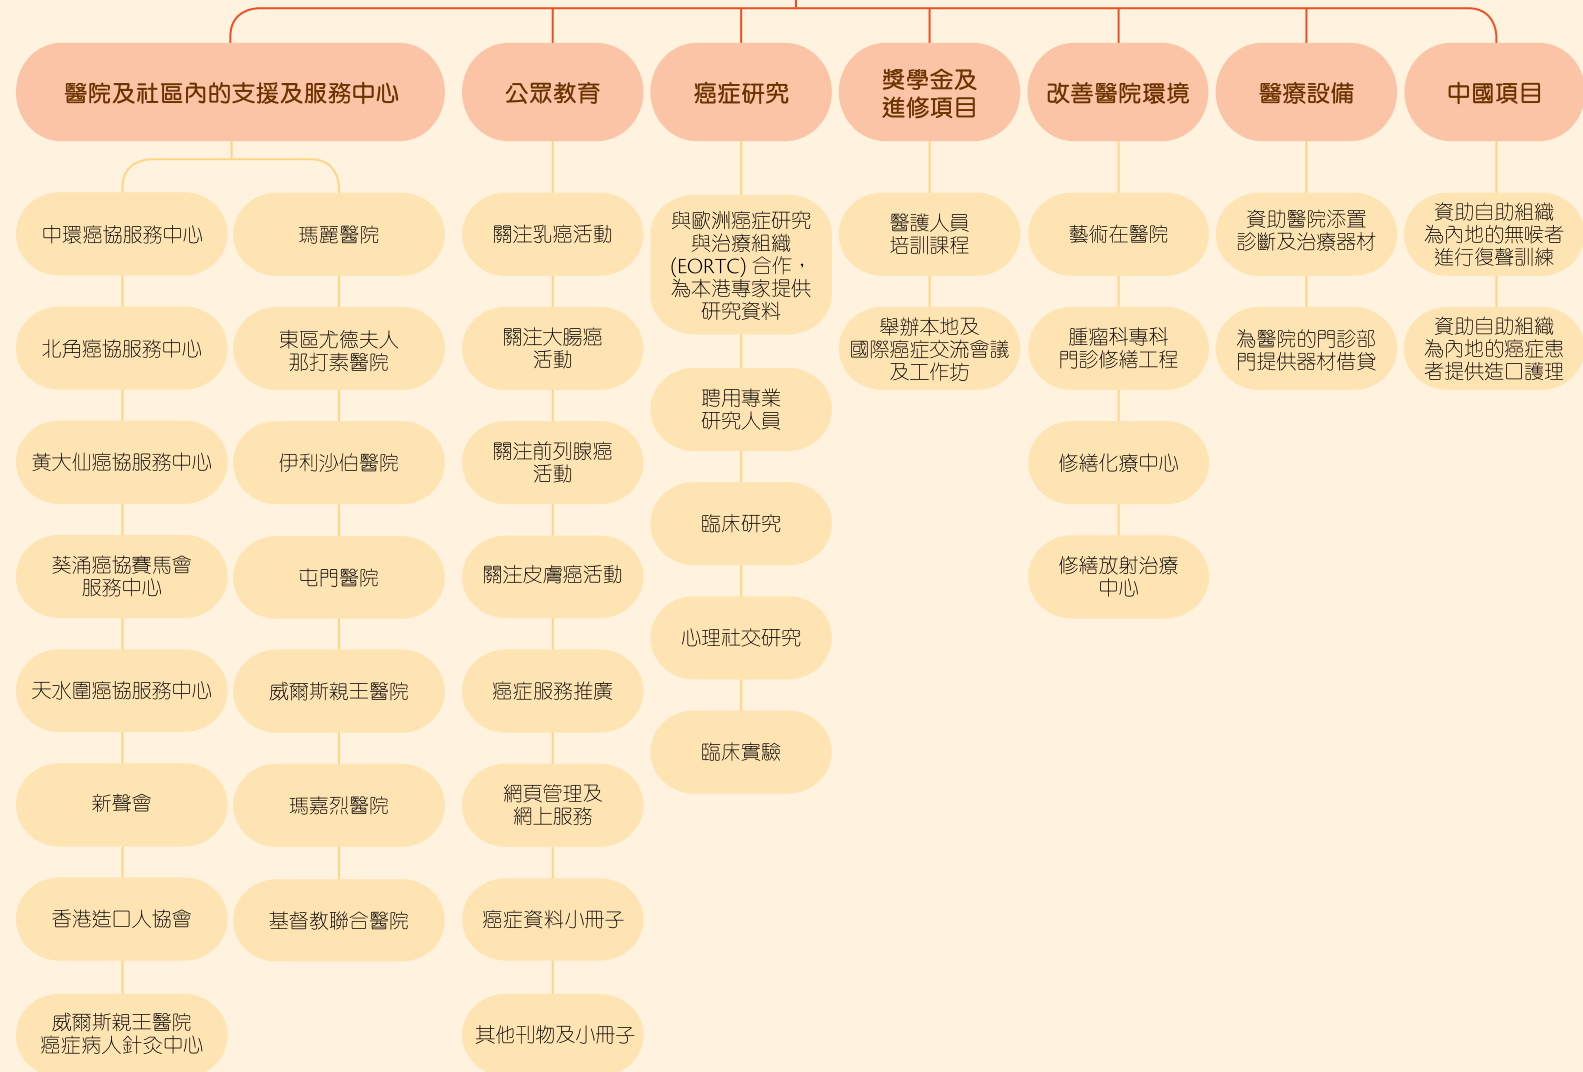 醫院及社區內的支援及服務中心
公眾教育
癌症研究
獎學金及
進修項目
改善醫院環境
醫療設備
中國項目
中環癌協服務中心
北角癌協服務中心
黃大仙癌協服務中心
葵涌癌協賽馬會
服務中心
天水圍癌協服務中心
新聲會
香港造口人協會
威爾斯親王醫院
癌症病人針灸中心
瑪麗醫院
東區尤德夫人
那打素醫院
伊利沙伯醫院
屯門醫院
威爾斯親王醫院
瑪嘉烈醫院
基督教聯合醫院
關注乳癌活動
關注大腸癌
活動
關注前列腺癌
活動
關注皮膚癌活動
癌症服務推廣
網頁管理及
網上服務
癌症資料小冊子
其他刊物及小冊子
與歐洲癌症研究
與治療組織
(EORTC) 合作，
為本港專家提供
研究資料
聘用專業
研究人員
臨床研究
心理社交研究
臨床實驗
醫護人員
培訓課程
舉辦本地及
國際癌症交流會議
及工作坊
藝術在醫院
腫瘤科專科
門診修繕工程
修繕化療中心
修繕放射治療
中心
資助醫院添置
診斷及治療器材
為醫院的門診部
門提供器材借貸
資助自助組織
為內地的無喉者
進行復聲訓練
資助自助組織
為內地的癌症患
者提供造口護理